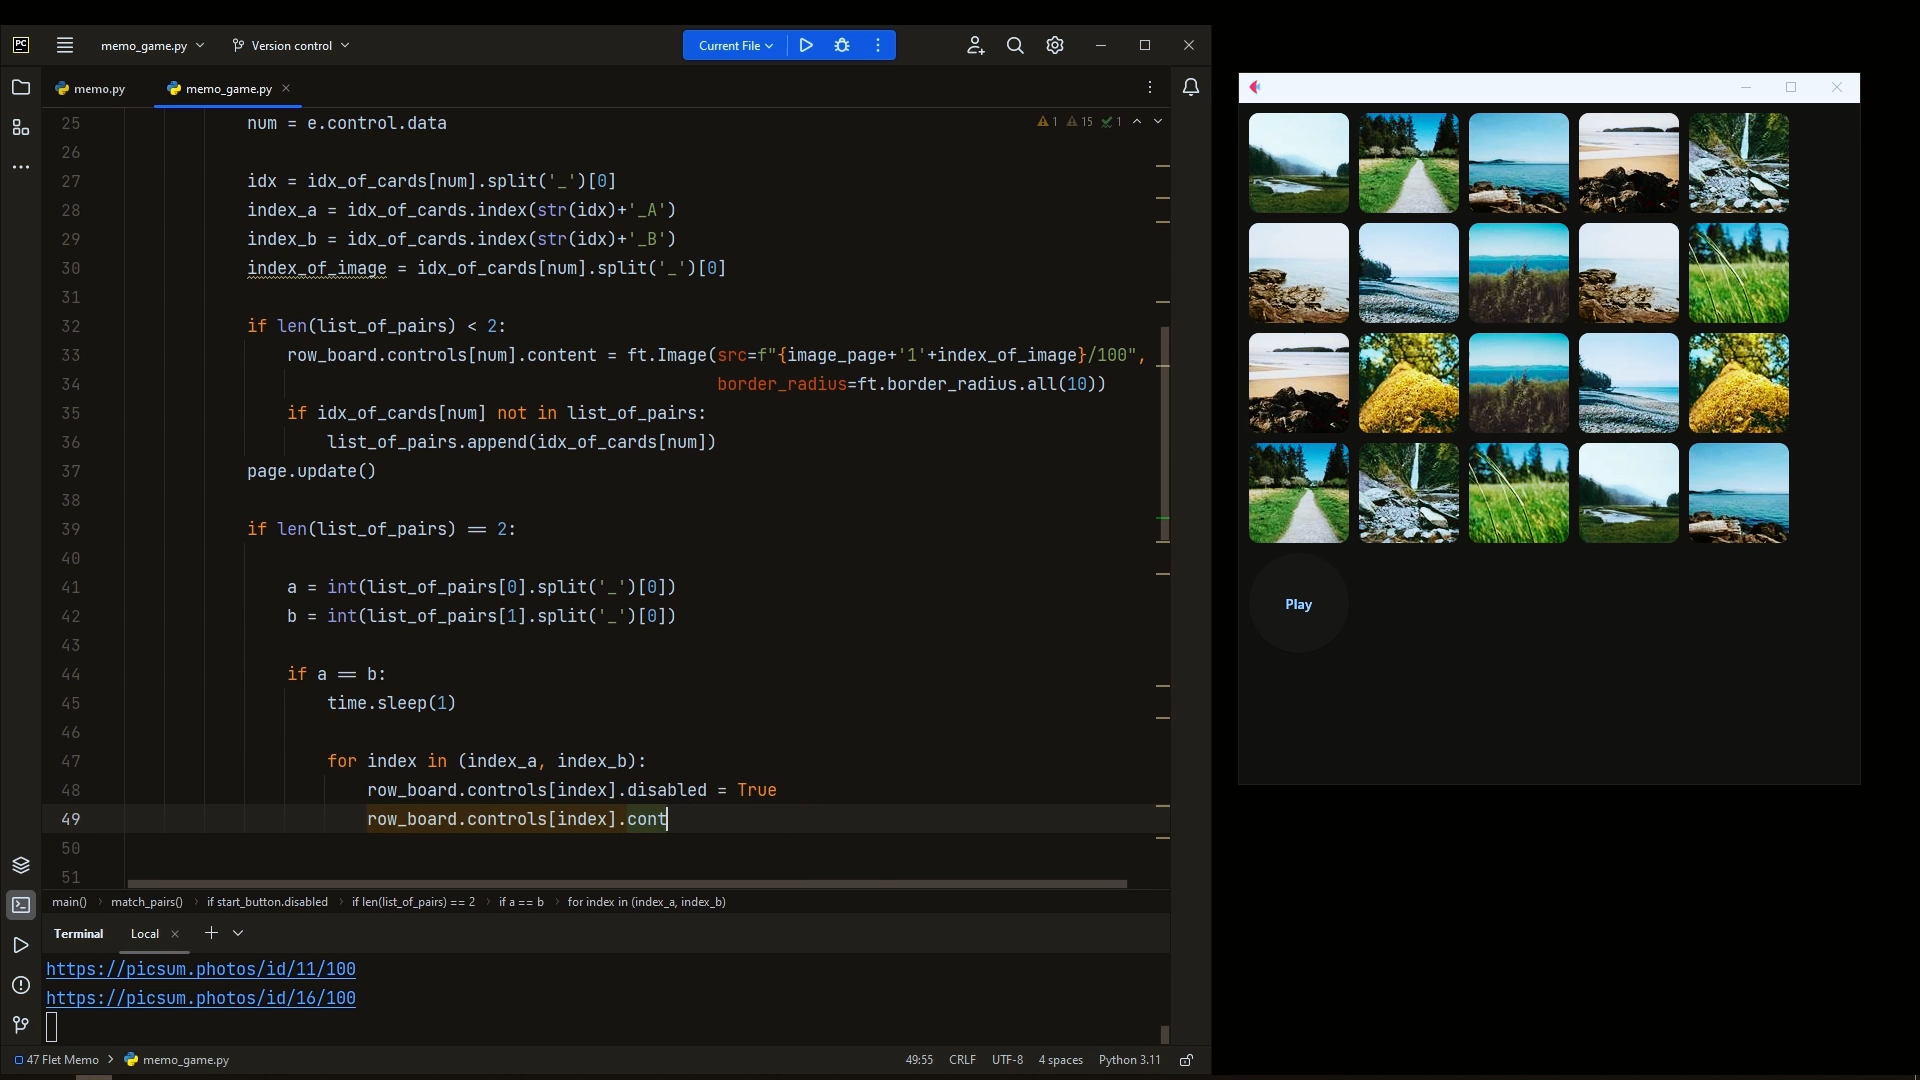 PC memo_game.py Version control Current File
memo.py memo_game.py
25 num = e.control.data 1 15 1
26
27 idx = idx_of_cards[num].split('_')[0]
28 index_a = idx_of_cards.index(str(idx)+'_A')
29 index_b = idx_of_cards.index(str(idx)+'_B')
30 index_of_image = idx_of_cards[num].split('_')[0]
31
32 if len(list_of_pairs) < 2:
33 row_board.controls[num].content = ft.Image(src=f"{image_page+'1'+index_of_image}/100",
34 border_radius=ft.border_radius.all(10))
35 if idx_of_cards[num] not in list_of_pairs:
36 list_of_pairs.append(idx_of_cards[num])
37 page.update()
38
39 if len(list_of_pairs) == 2:
40
41 a = int(list_of_pairs[0].split('_')[0])
42 b = int(list_of_pairs[1].split('_')[0])
43
44 if a == b:
45 time.sleep(1)
46
47 for index in (index_a, index_b):
48 row_board.controls[index].disabled = True
49 row_board.controls[index].cont
50
51
main() match_pairs() if start_button.disabled if len(list_of_pairs) == 2 if a == b for index in (index_a, index_b)
Terminal Local
https://picsum.photos/id/11/100
https://picsum.photos/id/16/100
47 Flet Memo memo_game.py 49:55 CRLF UTF-8 4 spaces Python 3.11
Play